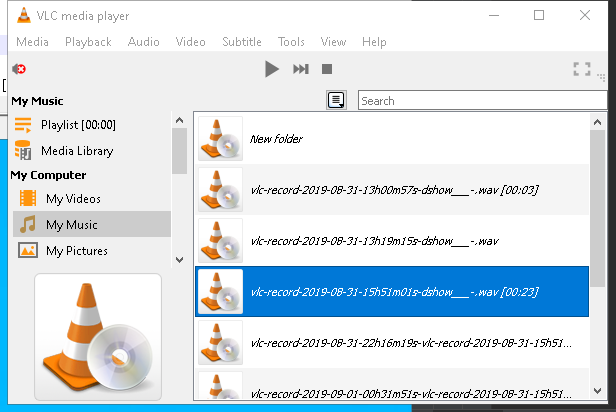 VLC media player
Media Playback Audio Video Subtitle Tools View Help
My Music
Search
Playlist [00:00]
Media Library
My Computer
My Videos
My Music
My Pictures
New folder
vlc-record-2019-08-31-13h00m57s-dshow___-.wav [00:03]
vlc-record-2019-08-31-13h19m15s-dshow___-.wav
vlc-record-2019-08-31-15h51m01s-dshow___-.wav [00:23]
vlc-record-2019-08-31-22h16m19s-vlc-record-2019-08-31-15h51...
vlc-record-2019-09-01-00h31m51s-vlc-record-2019-08-31-15h51...